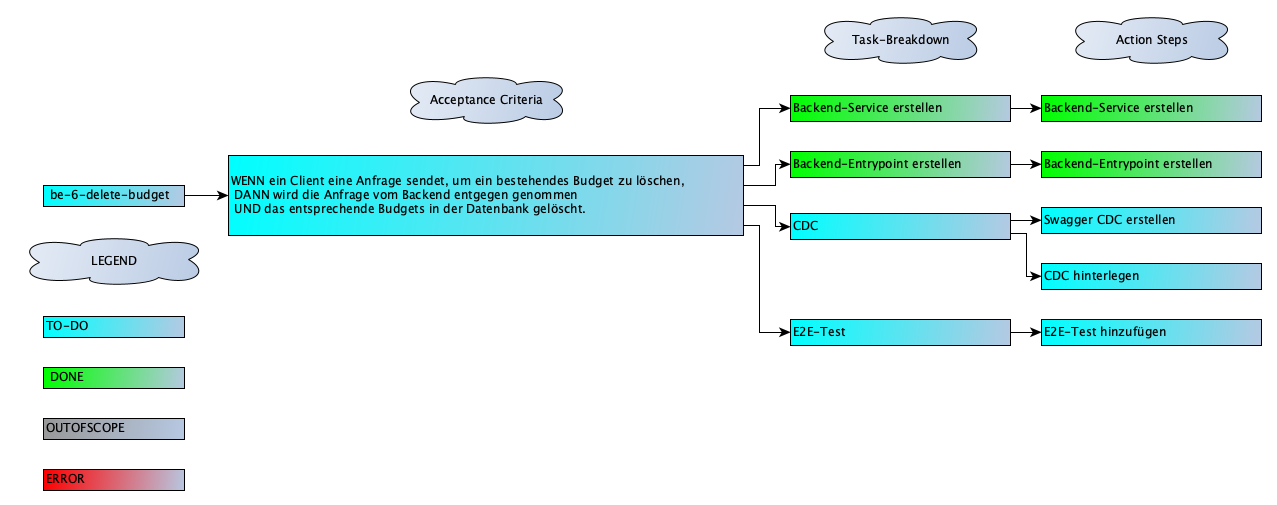 Task-Breakdown
Action Steps
Acceptance Criteria
Backend-Service erstellen
Backend-Service erstellen
Backend-Entrypoint erstellen
Backend-Entrypoint erstellen
be-6-delete-budget
WENN ein Client eine Anfrage sendet, um ein bestehendes Budget zu löschen,
DANN wird die Anfrage vom Backend entgegen genommen
UND das entsprechende Budgets in der Datenbank gelöscht.
CDC
Swagger CDC erstellen
CDC hinterlegen
E2E-Test
E2E-Test hinzufügen
LEGEND
TO-DO
DONE
OUTOFSCOPE
ERROR